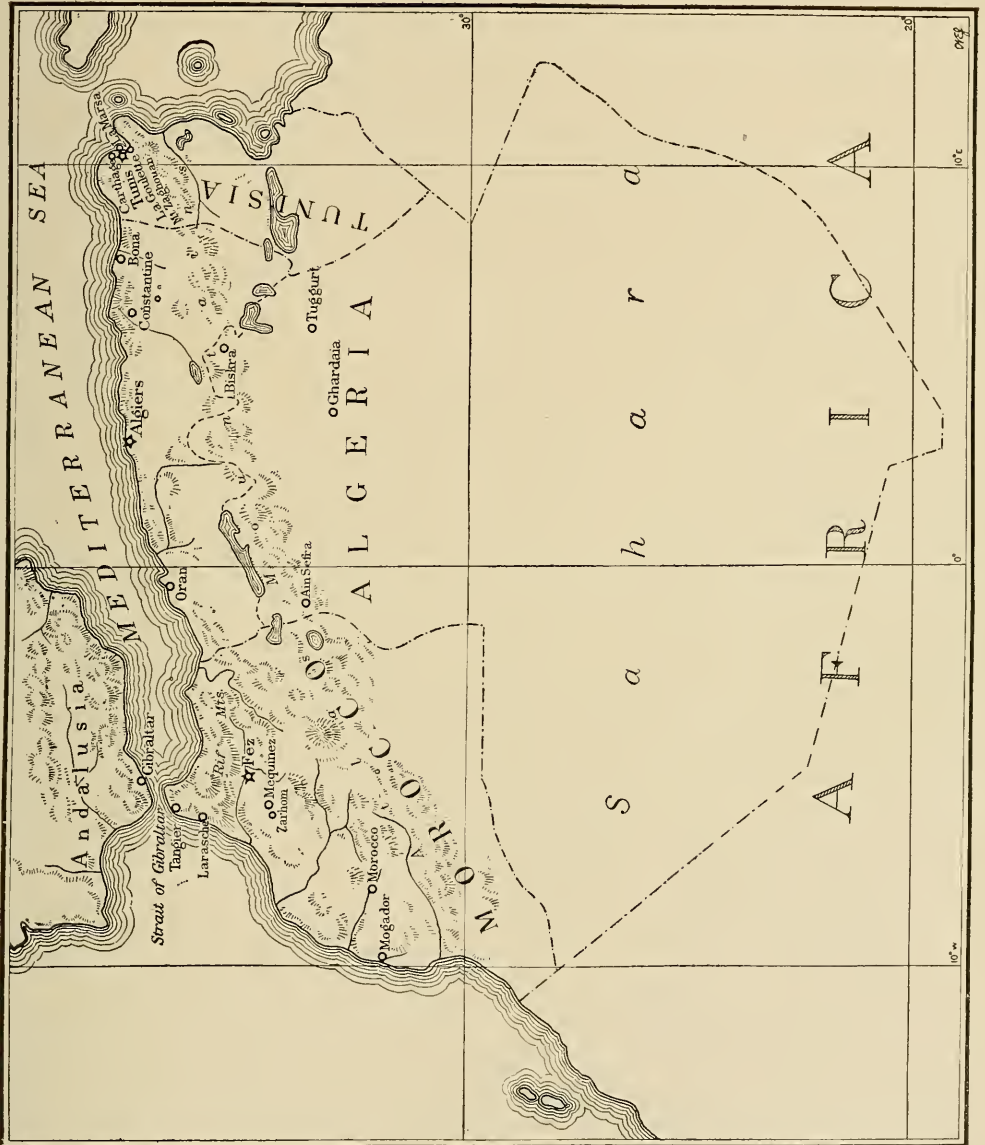 MEDITERRANEAN SEA
Andalusia
Gibraltar
Strait of Gibraltar
Tangier
Larasche
Rif Mts.
Fez
Mequinez
Zarhom
Morocco
Mogador
MOROCCO
Oran
Algiers
Constantine
Bona
Biskra
Tuggurt
Ghardaia
Ain Sefra
ALGERIA
Carthage
La Marsa
Tunis
La Goulette
Zaghouan
TUNISIA
Sahara
AFRICA
30°
20°
10°E
0°
10°W